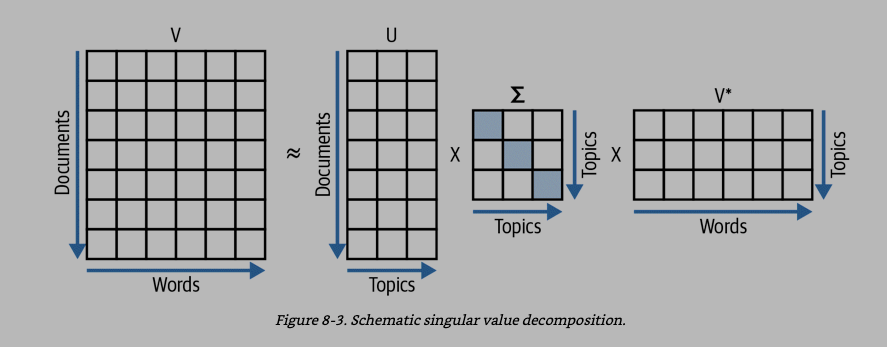 V
U
Σ
V*
Documents
≈
Documents
X
Topics
X
Topics
Topics
Words
Words
Topics
Figure 8-3. Schematic singular value decomposition.